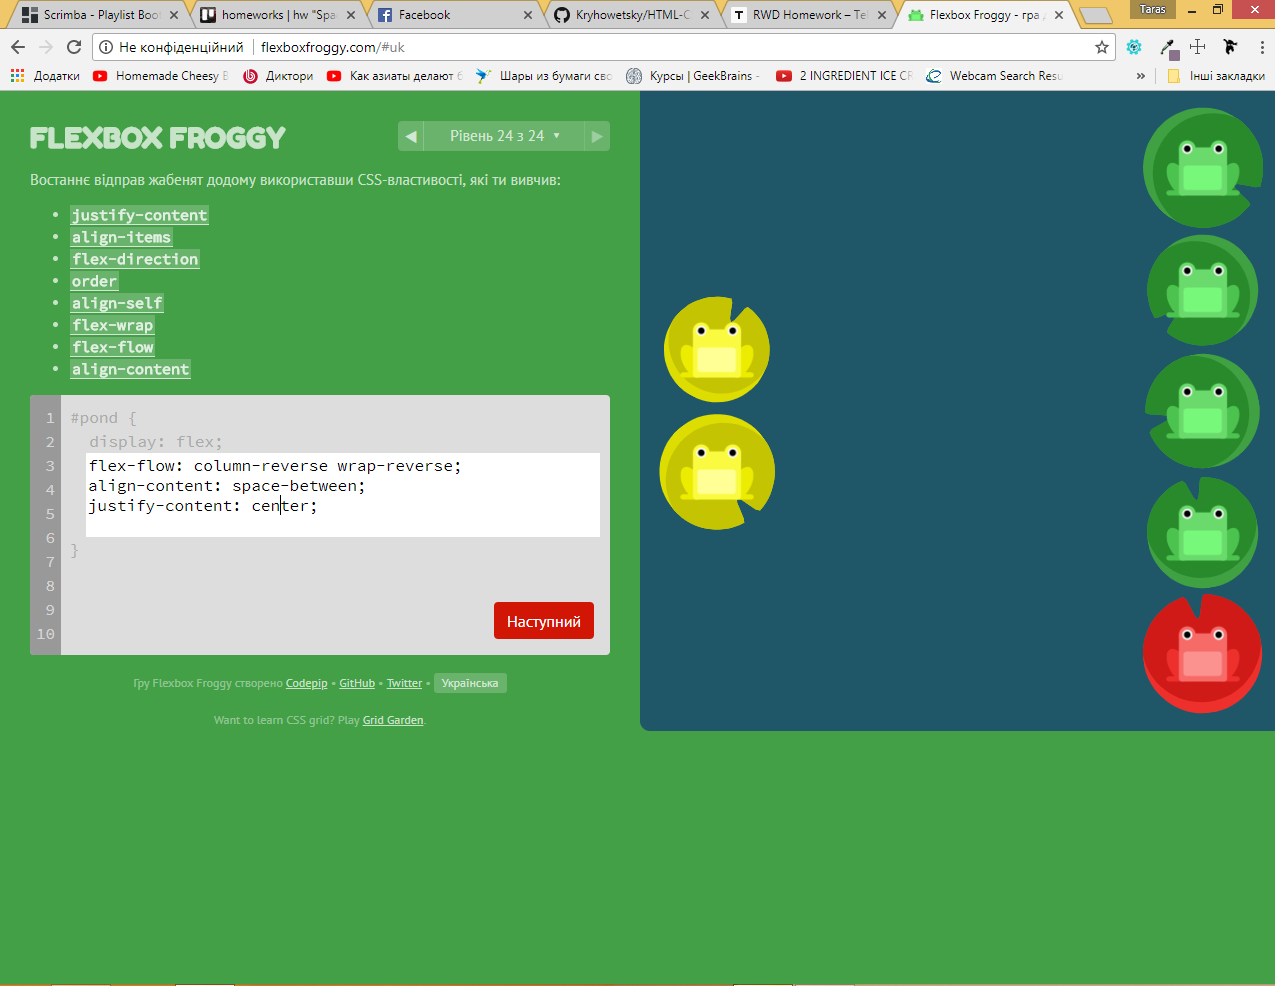 Scrimba - Playlist Boo
homeworks | hw "Spa
Facebook
Kryhowetsky/HTML-C
RWD Homework – Te
Flexbox Froggy - гра
Taras
Не конфіденційний
flexboxfroggy.com/#uk
Додатки
Homemade Cheesy B
Диктори
Как азиаты делают
Шары из бумаги сво
Курсы | GeekBrains -
2 INGREDIENT ICE CR
Webcam Search Resu
»
Інші закладки
FLEXBOX FROGGY
Рівень 24 з 24
Востаннє відправ жабенят додому використавши CSS-властивості, які ти вивчив:
• justify-content
• align-items
• flex-direction
• order
• align-self
• flex-wrap
• flex-flow
• align-content
1 #pond {
2 display: flex;
3 flex-flow: column-reverse wrap-reverse;
4 align-content: space-between;
5 justify-content: center;
6
7 }
8
9
10
Наступний
Гру Flexbox Froggy створено Codepip • GitHub • Twitter • Українська
Want to learn CSS grid? Play Grid Garden.